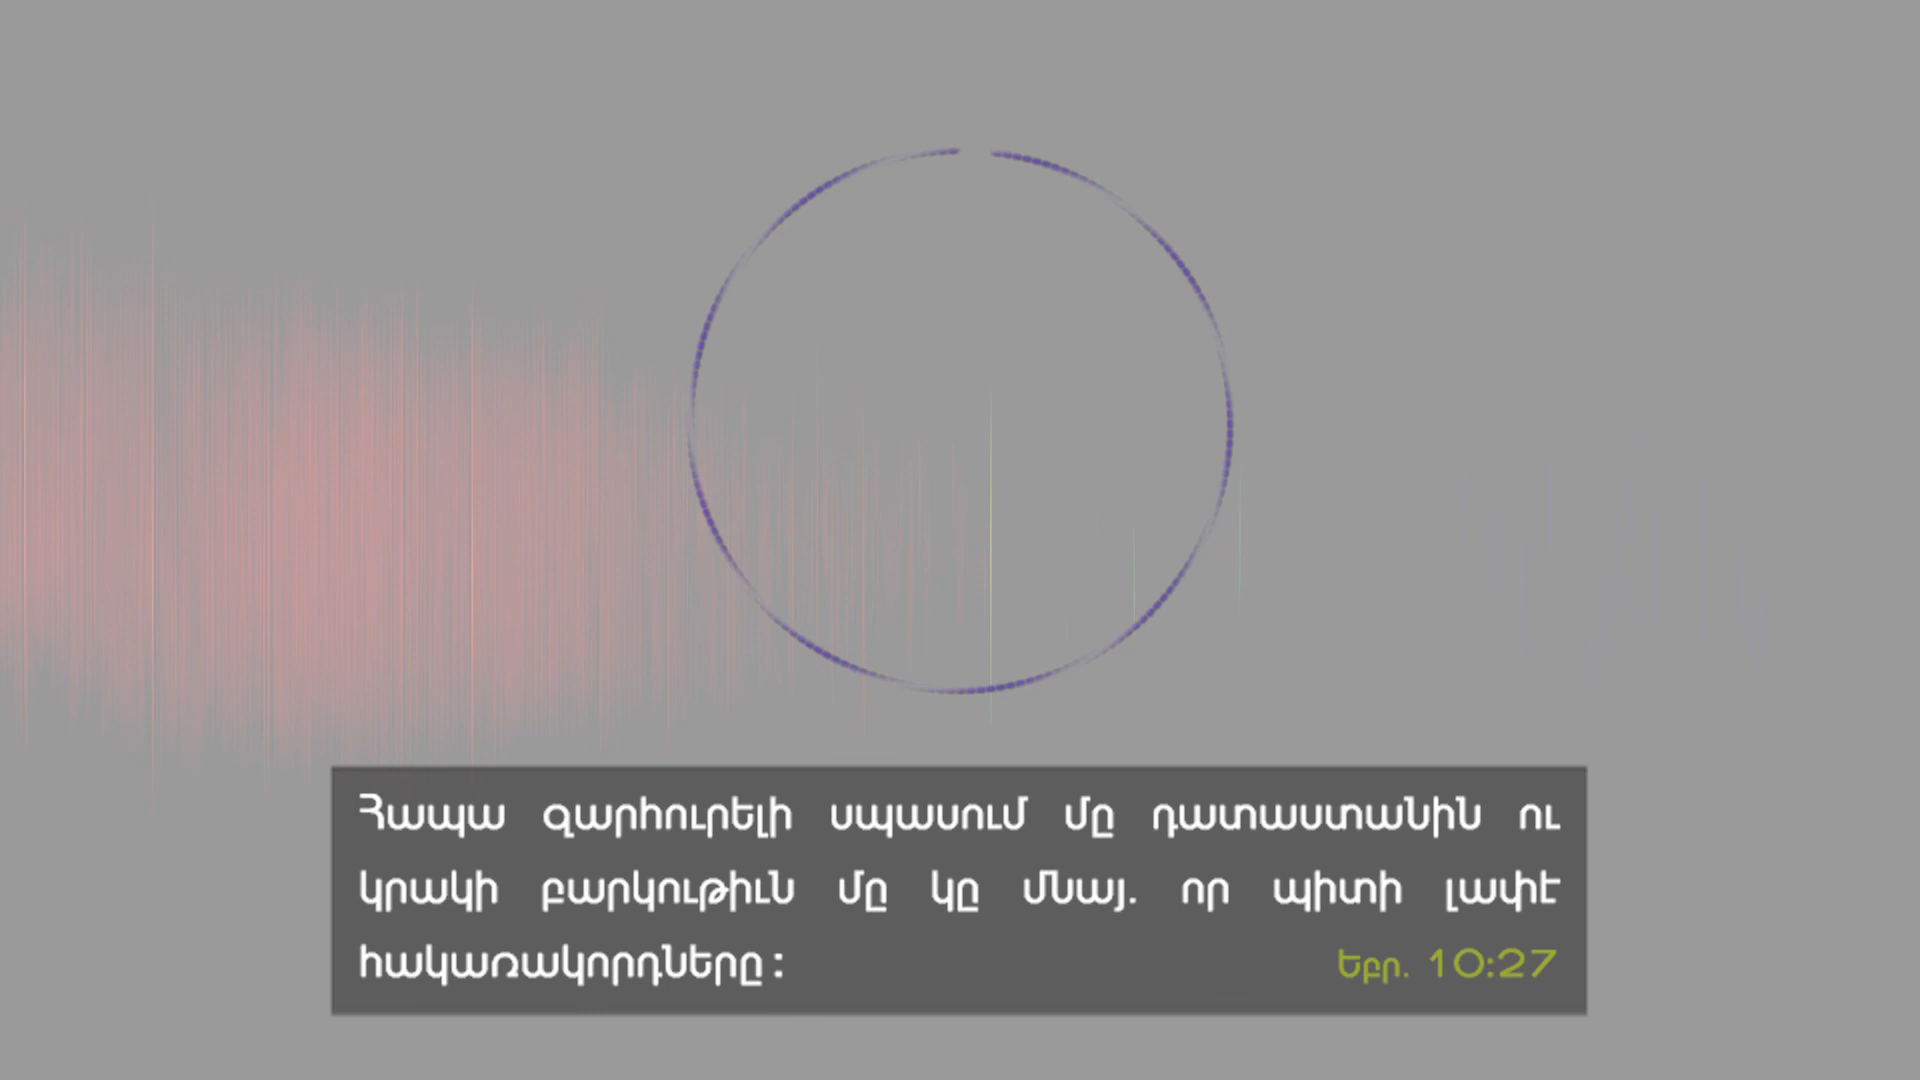 Հապա զարհուրելի սպասում մը դատաստանին ու
կրակի բարկութիւն մը կը մնայ. որ պիտի լափէ
հակառակորդները: Եբր. 10:27